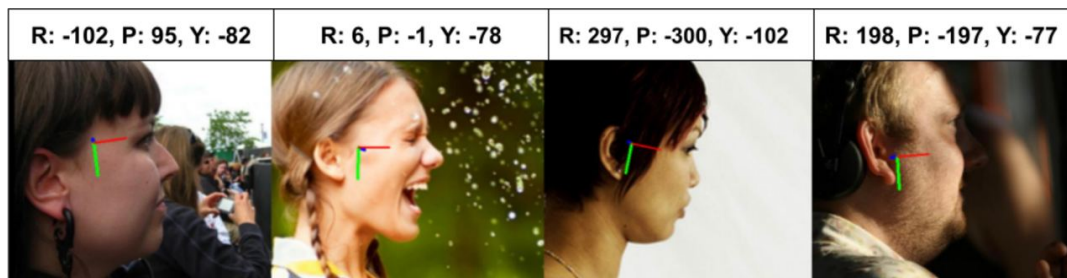 R: -102, P: 95, Y: -82
R: 6, P: -1, Y: -78
R: 297, P: -300, Y: -102
R: 198, P: -197, Y: -77